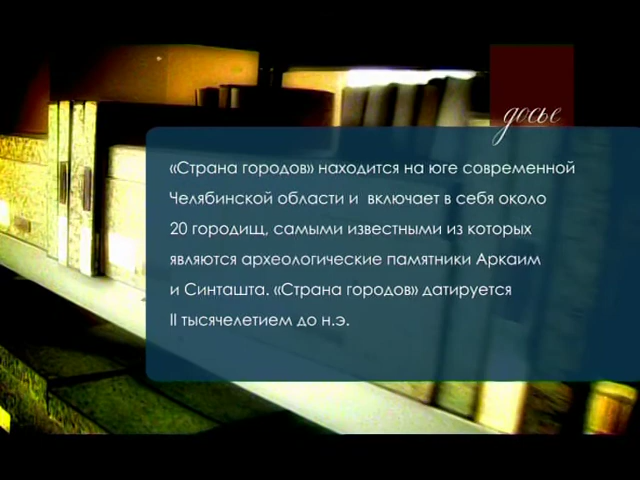 досье
«Страна городов» находится на юге современной
Челябинской области и  включает в себя около
20 городищ, самыми известными из которых
являются археологические памятники Аркаим
и Синташта. «Страна городов» датируется
II тысячелетием до н.э.